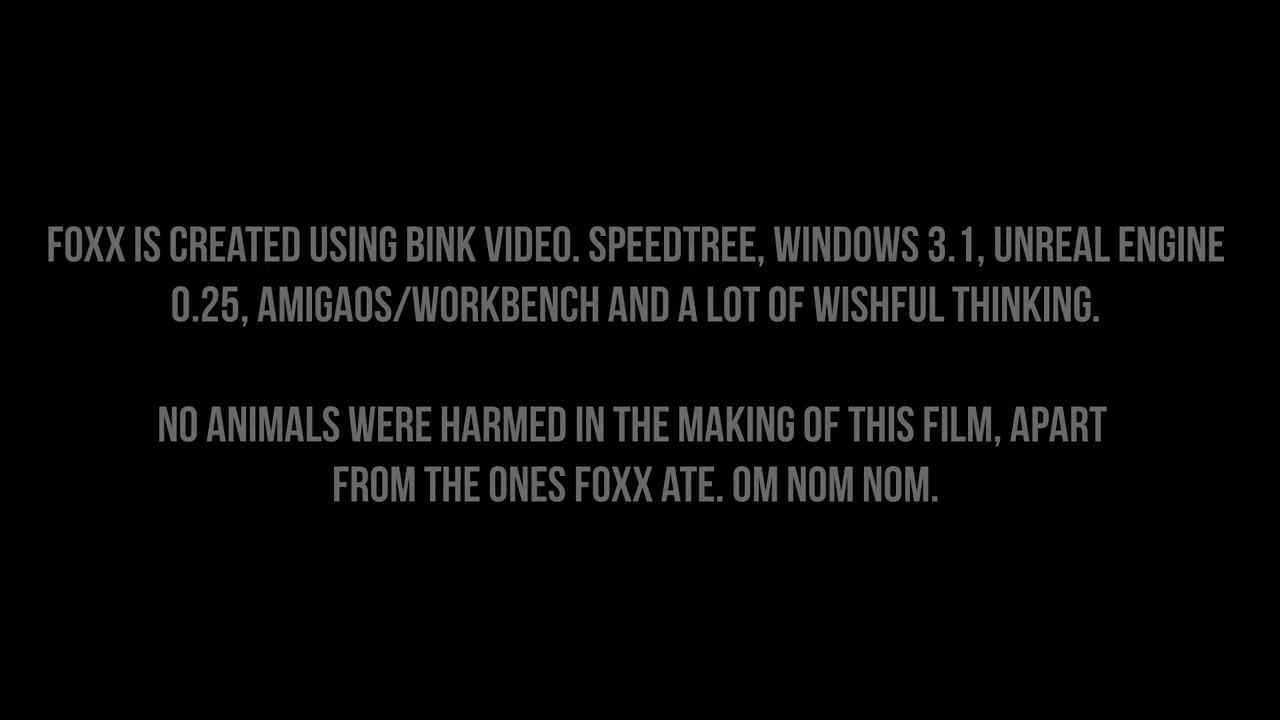 FOXX IS CREATED USING BINK VIDEO. SPEEDTREE, WINDOWS 3.1, UNREAL ENGINE
0.25, AMIGAOS/WORKBENCH AND A LOT OF WISHFUL THINKING.
NO ANIMALS WERE HARMED IN THE MAKING OF THIS FILM, APART
FROM THE ONES FOXX ATE. OM NOM NOM.